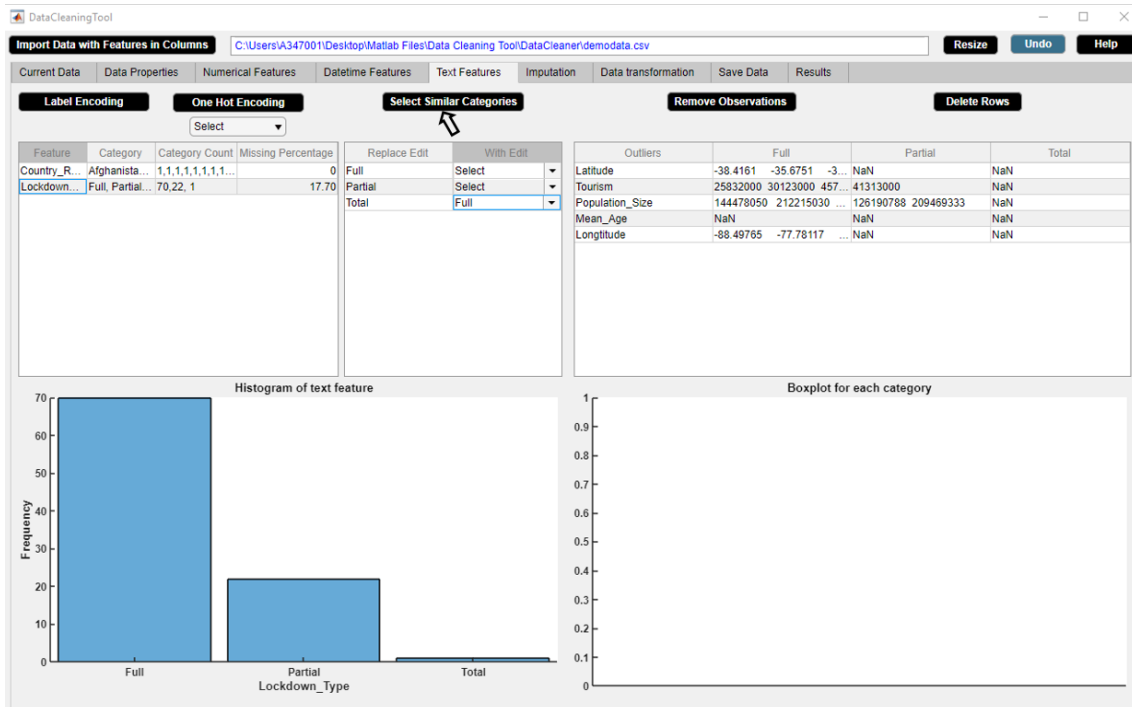 DataCleaningTool
Import Data with Features in Columns C:\Users\A347001\Desktop\Matlab Files\Data Cleaning Tool\DataCleaner\demodata.csv Resize Undo Help
Current Data Data Properties Numerical Features Datetime Features Text Features Imputation Data transformation Save Data Results
Label Encoding One Hot Encoding Select Similar Categories Remove Observations Delete Rows
Select
Feature Category Category Count Missing Percentage Replace Edit With Edit Outliers Full Partial Total
Country_R... Afghanista... 1,1,1,1,1,1,1... 0 Full Select Latitude -38.4161 -35.6751 -3... NaN NaN
Lockdown... Full, Partial... 70,22, 1 17.70 Partial Select Tourism 25832000 30123000 457... 41313000 NaN
Total Full Population_Size 144478050 212215030 ... 126190788 209469333 NaN
Mean_Age NaN NaN NaN
Longtitude -88.49765 -77.78117 ... NaN NaN
Histogram of text feature
70
60
50
40
30
20
10
0
Frequency
Full Partial Total
Lockdown_Type
Boxplot for each category
1
0.9
0.8
0.7
0.6
0.5
0.4
0.3
0.2
0.1
0